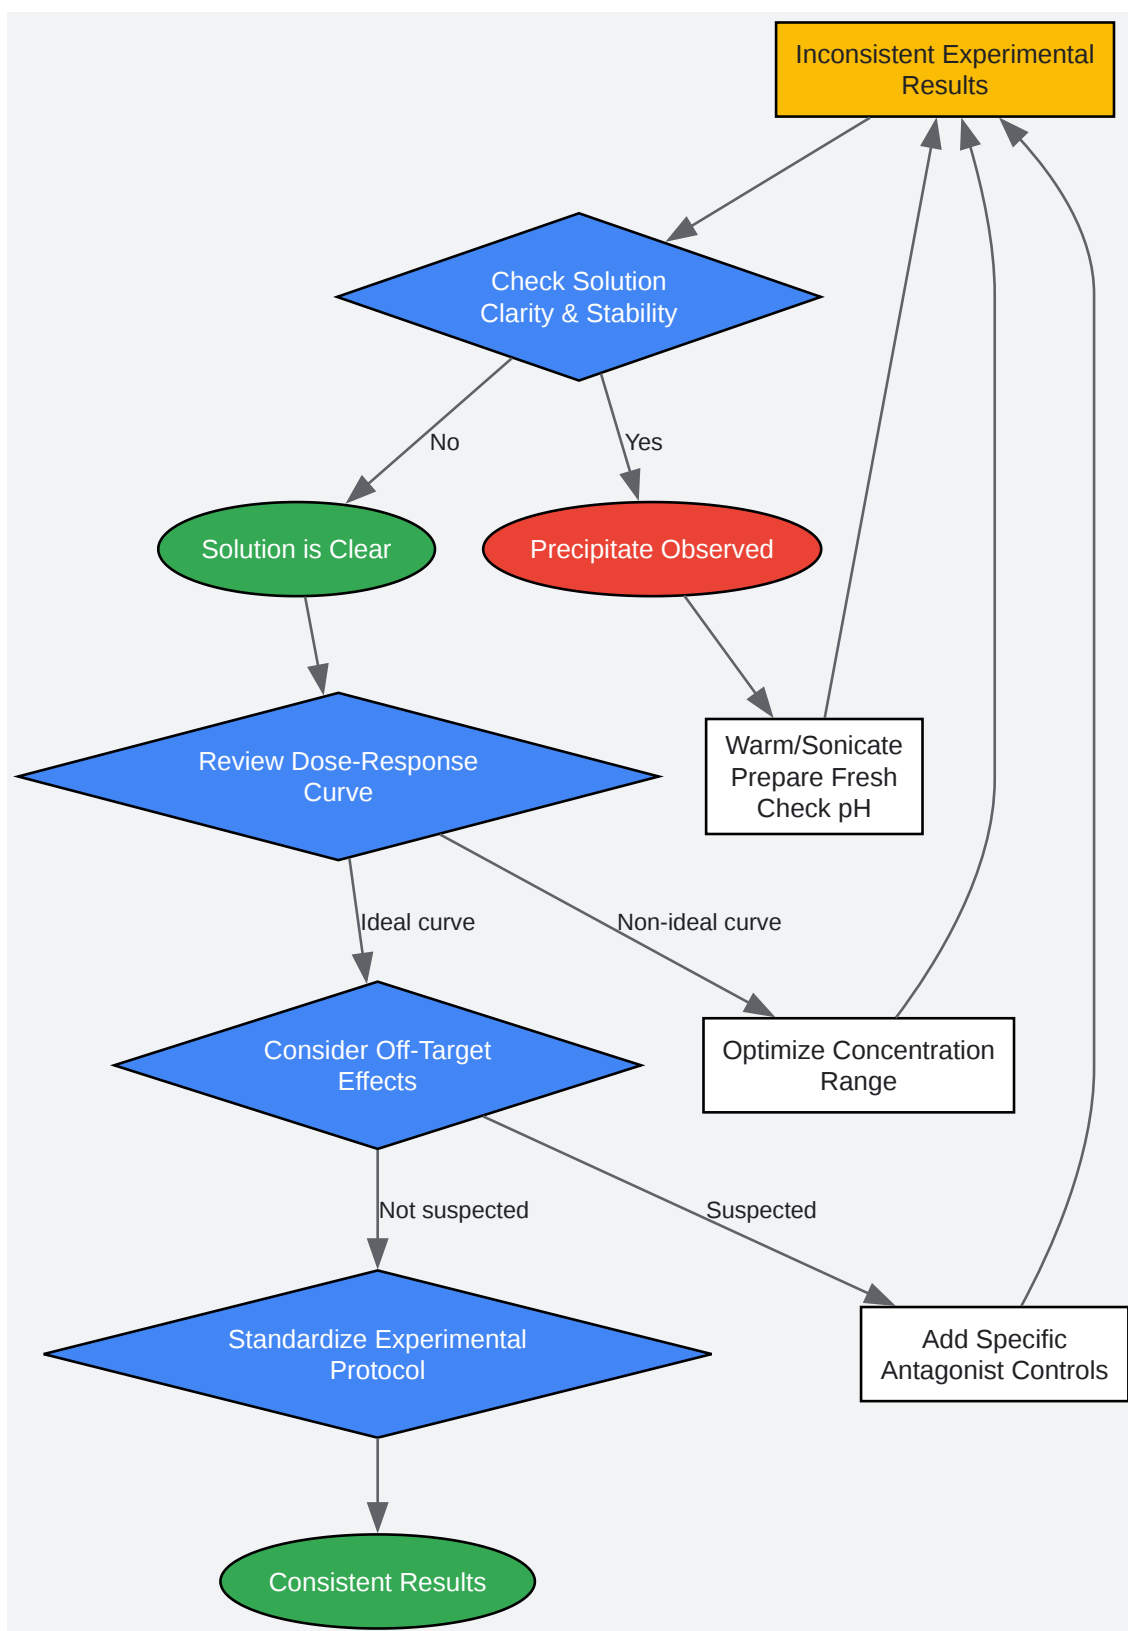 Inconsistent Experimental
Results
Check Solution
Clarity & Stability
No
Yes
Solution is Clear
Precipitate Observed
Warm/Sonicate
Prepare Fresh
Check pH
Review Dose-Response
Curve
Ideal curve
Non-ideal curve
Consider Off-Target
Effects
Optimize Concentration
Range
Not suspected
Suspected
Standardize Experimental
Protocol
Add Specific
Antagonist Controls
Consistent Results